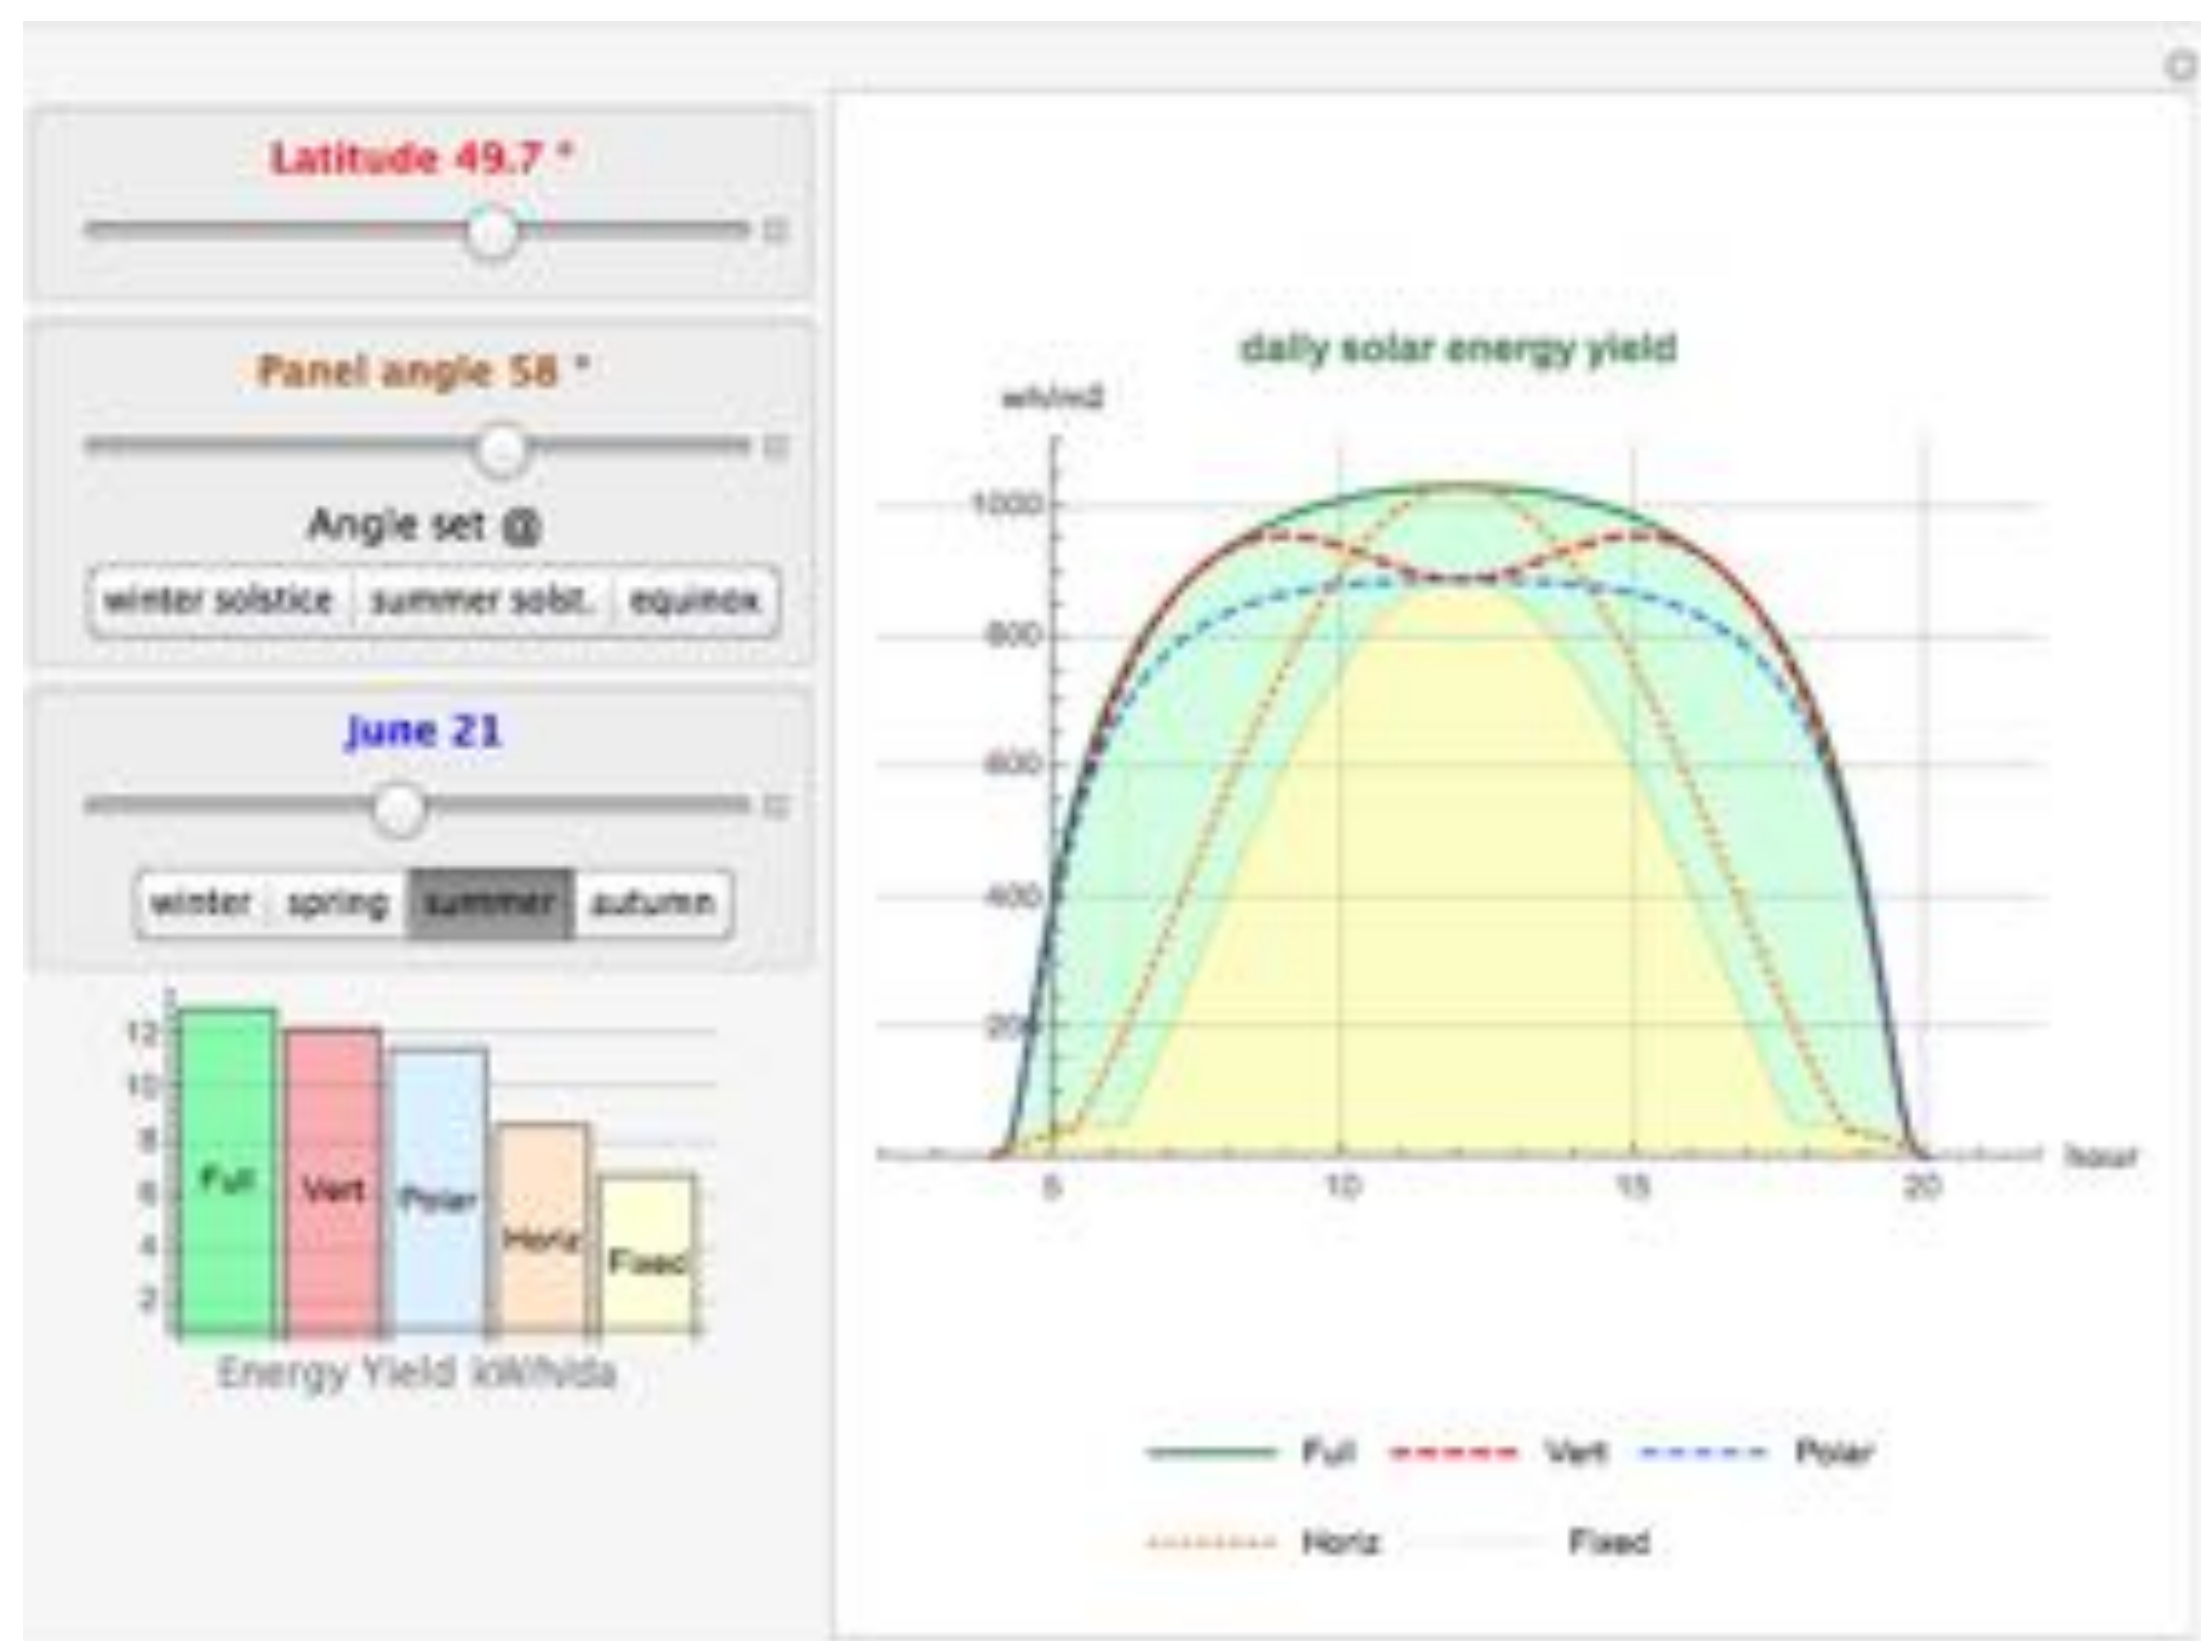 Latitude 49.7 °
Panel angle 58 °
Angle set @
winter solstice summer solst. equinox
June 21
winter spring summer autumn
12
10
8
6
4
2
Full Vert Polar Horiz Fixed
Energy Yield kWh/da
daily solar energy yield
wh/m2
1000
800
600
400
200
5 10 15 20 hour
Full Vert Polar
Horiz Fixed